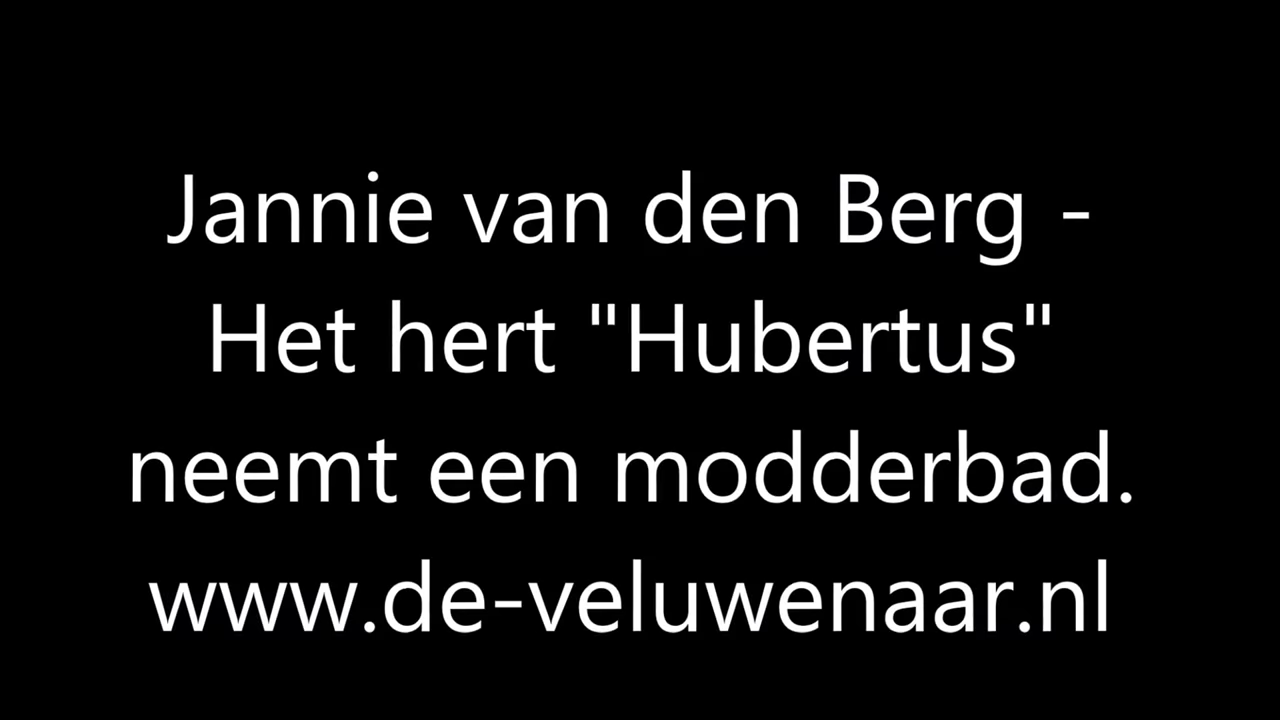 Jannie van den Berg -
Het hert "Hubertus"
neemt een modderbad.
www.de-veluwenaar.nl